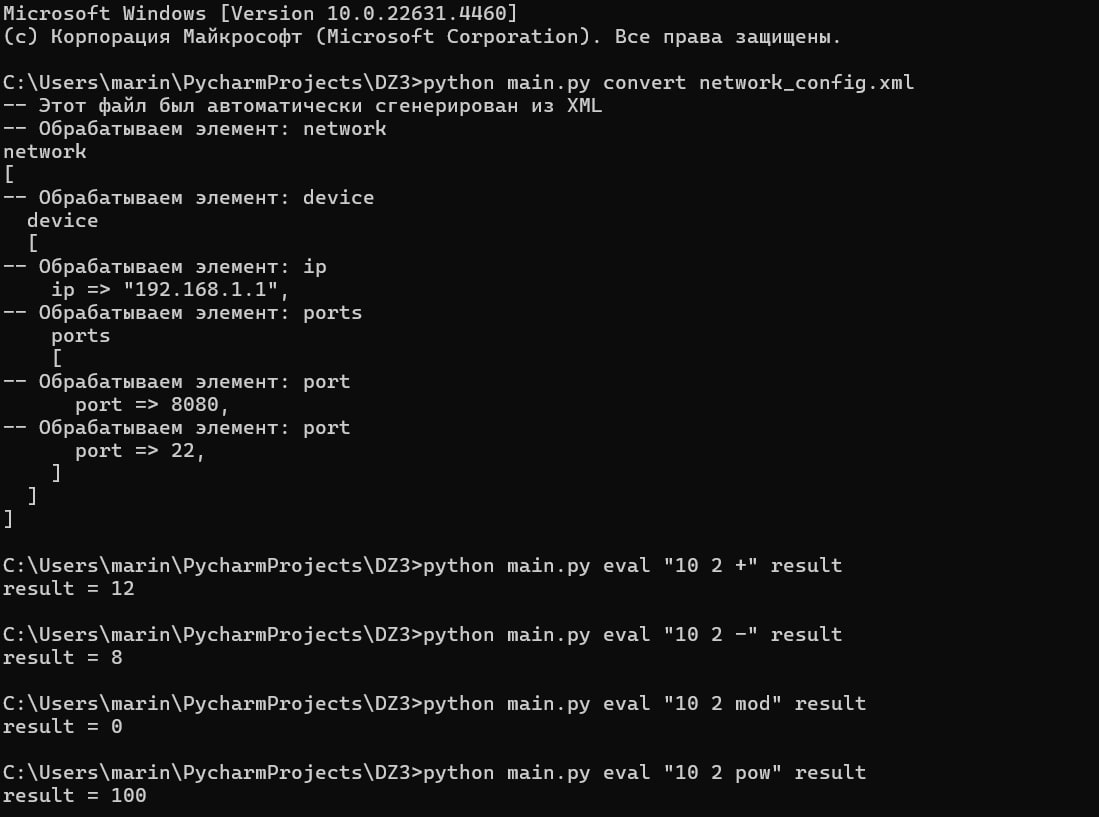 Microsoft Windows [Version 10.0.22631.4460]
(c) Корпорация Майкрософт (Microsoft Corporation). Все права защищены.
C:\Users\marin\PycharmProjects\DZ3>python main.py convert network_config.xml
-- Этот файл был автоматически сгенерирован из XML
-- Обрабатываем элемент: network
network
[
-- Обрабатываем элемент: device
  device
  [
-- Обрабатываем элемент: ip
    ip => "192.168.1.1",
-- Обрабатываем элемент: ports
    ports
    [
-- Обрабатываем элемент: port
      port => 8080,
-- Обрабатываем элемент: port
      port => 22,
    ]
  ]
]
C:\Users\marin\PycharmProjects\DZ3>python main.py eval "10 2 +" result
result = 12
C:\Users\marin\PycharmProjects\DZ3>python main.py eval "10 2 -" result
result = 8
C:\Users\marin\PycharmProjects\DZ3>python main.py eval "10 2 mod" result
result = 0
C:\Users\marin\PycharmProjects\DZ3>python main.py eval "10 2 pow" result
result = 100